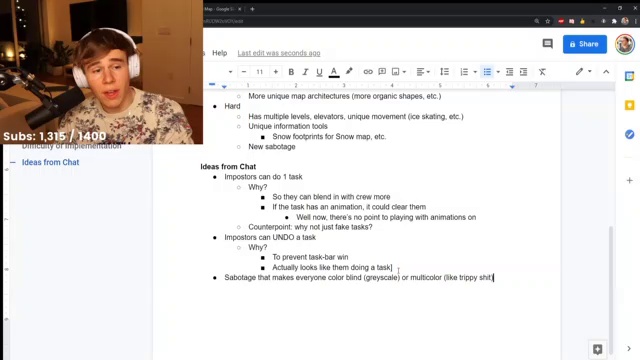 Map - Google
Help Last edit was seconds ago
Share
11
More unique map architectures (more organic shapes, etc.)
Hard
Has multiple levels, elevators, unique movement (ice skating, etc.)
Unique information tools
Snow footprints for Snow map, etc.
New sabotage
Subs: 1,315 / 1400
Difficulty of Implementation
Ideas from Chat
Ideas from Chat
Impostors can do 1 task
Why?
So they can blend in with crew more
If the task has an animation, it could clear them
Well now, there's no point to playing with animations on
Counterpoint: why not just fake tasks?
Impostors can UNDO a task
Why?
To prevent task-bar win
Actually looks like them doing a task
Sabotage that makes everyone color blind (greyscale) or multicolor (like trippy shit)